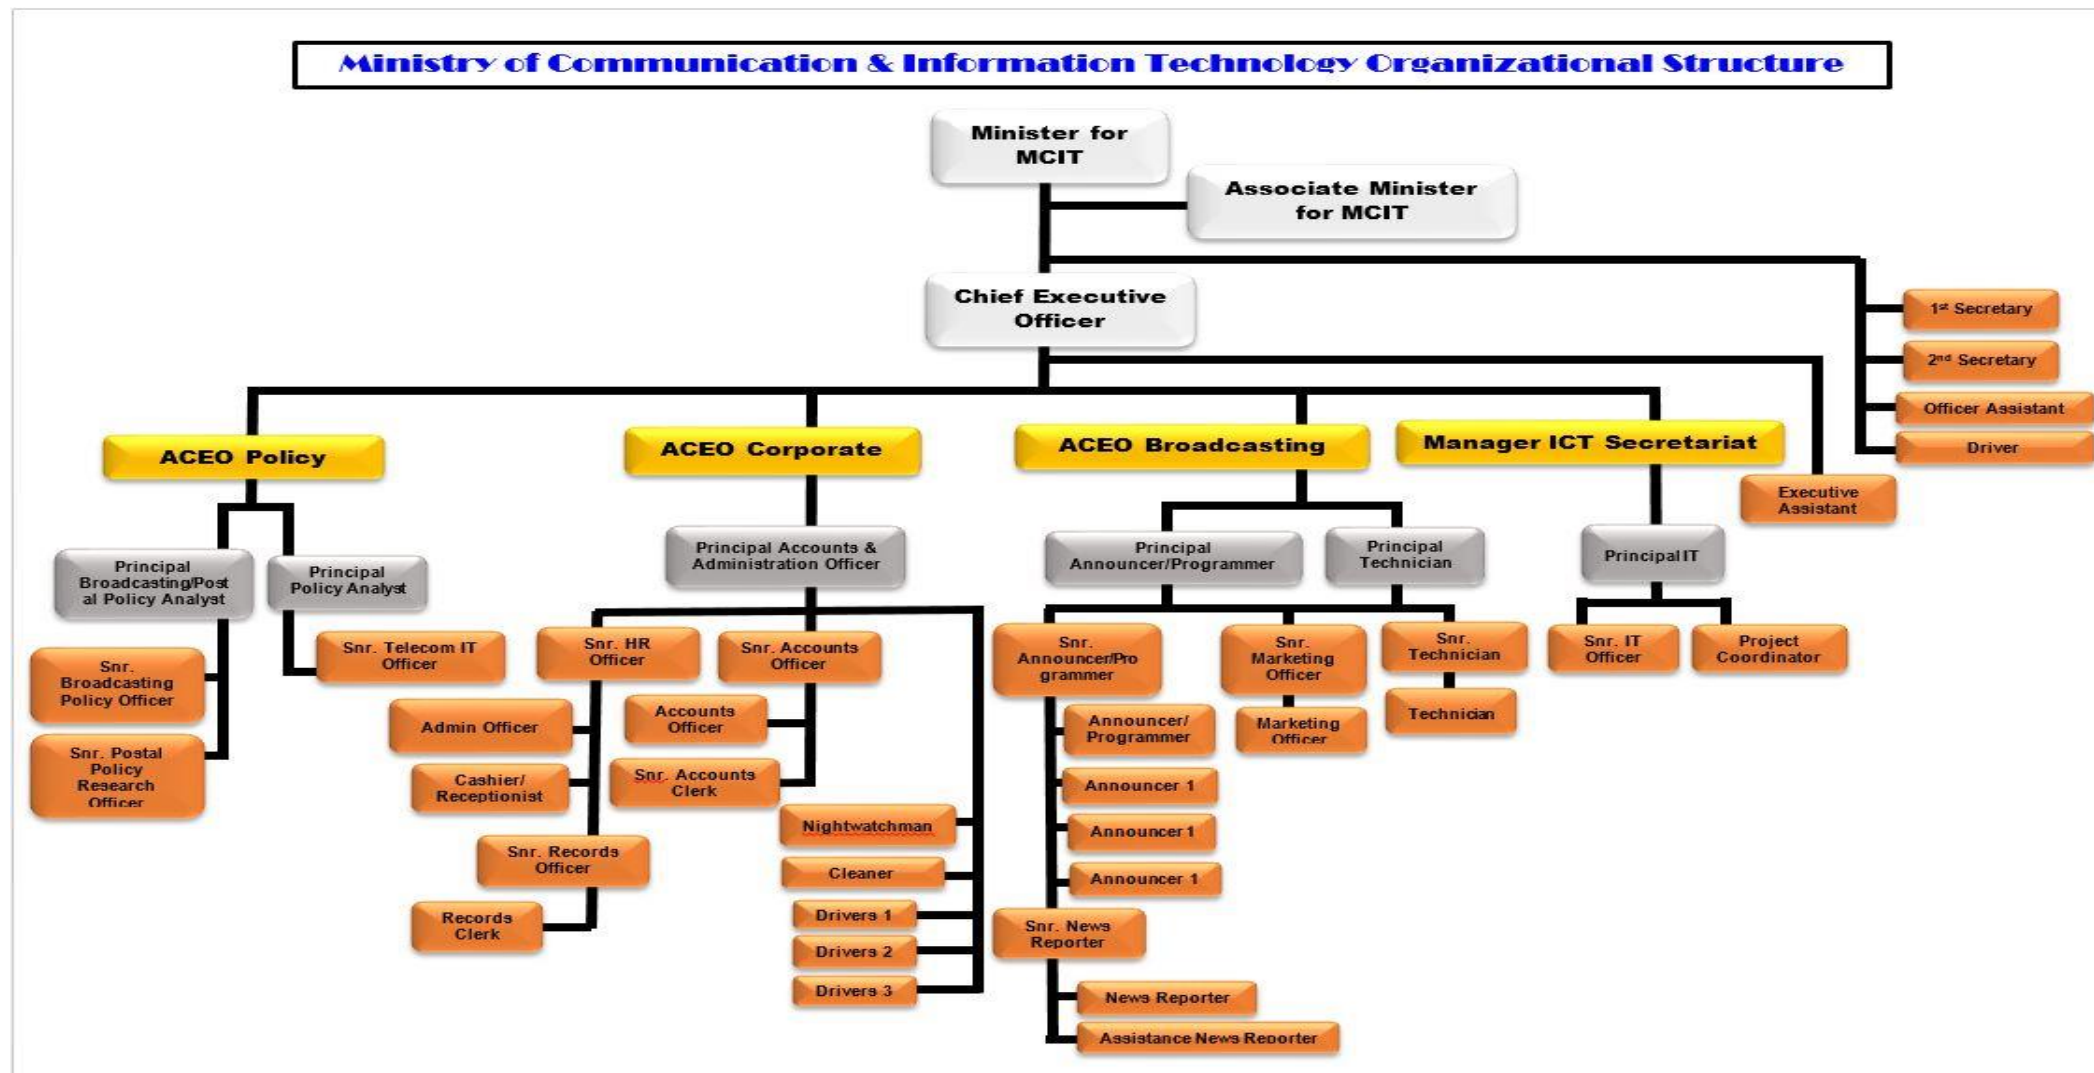 Ministry of Communication & Information Technology Organizational Structure
Minister for
MCIT
Associate Minister
for MCIT
Chief Executive
Officer
1st Secretary
2nd Secretary
Officer Assistant
Driver
Executive
Assistant
ACEO Policy
ACEO Corporate
ACEO Broadcasting
Manager ICT Secretariat
Principal
Broadcasting/Post
al Policy Analyst
Principal
Policy Analyst
Snr.
Broadcasting
Policy Officer
Snr. Postal
Policy
Research
Officer
Snr. Telecom IT
Officer
Principal Accounts &
Administration Officer
Snr. HR
Officer
Admin Officer
Cashier/
Receptionist
Snr. Records
Officer
Records
Clerk
Snr. Accounts
Officer
Accounts
Officer
Snr. Accounts
Clerk
Nightwatchman
Cleaner
Drivers 1
Drivers 2
Drivers 3
Principal
Announcer/Programmer
Principal
Technician
Snr.
Announcer/Pro
grammer
Announcer/
Programmer
Announcer 1
Announcer 1
Announcer 1
Snr. News
Reporter
News Reporter
Assistance News Reporter
Snr.
Marketing
Officer
Marketing
Officer
Snr.
Technician
Technician
Principal IT
Snr. IT
Officer
Project
Coordinator